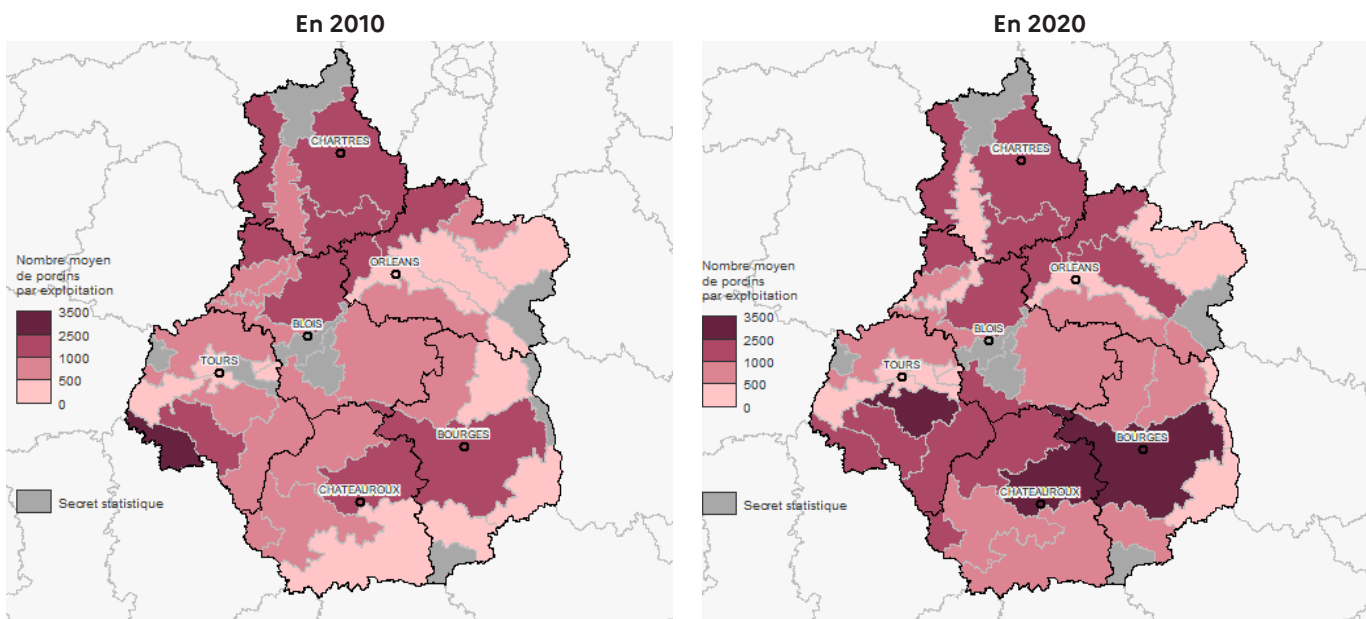 En 2010
CHARTRES
ORLEANS
Nombre moyen
de porcins
par exploitation
3500
2500
1000
500
0
BLOIS
TOURS
BOURGES
CHATEAUROUX
Secret statistique
En 2020
CHARTRES
ORLEANS
Nombre moyen
de porcins
par exploitation
3500
2500
1000
500
0
BLOIS
TOURS
BOURGES
CHATEAUROUX
Secret statistique